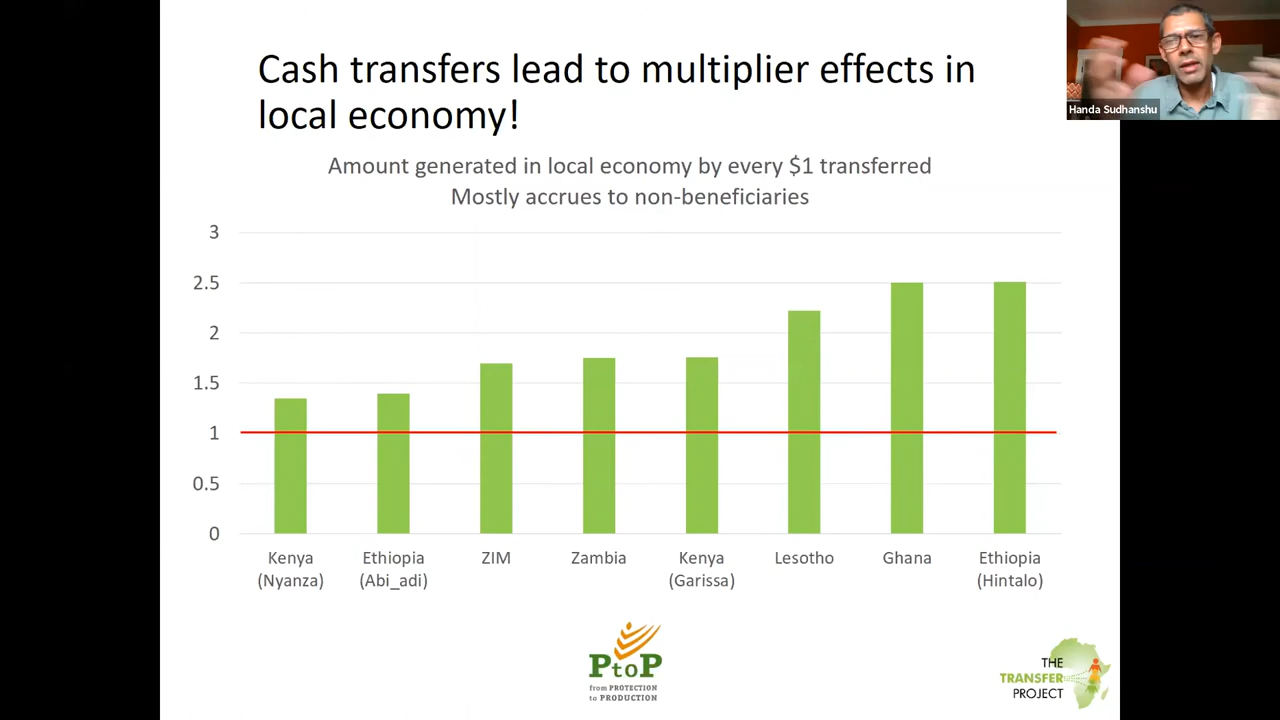 Cash transfers lead to multiplier effects in
local economy!
Handa Sudhanshu
Amount generated in local economy by every $1 transferred
Mostly accrues to non-beneficiaries
3
2.5
2
1.5
1
0.5
0
Kenya
(Nyanza)
Ethiopia
(Abi_adi)
ZIM
Zambia
Kenya
(Garissa)
Lesotho
Ghana
Ethiopia
(Hintalo)
PtoP
from PROTECTION
to PRODUCTION
THE
TRANSFER
PROJECT